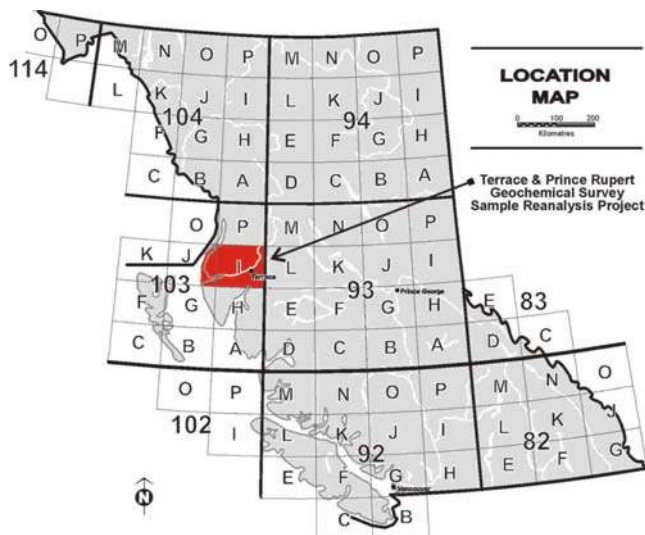 O P M N O P M N O P
114
LOCATION
MAP
0 100 200
Kilometres
L K J I L K J I
104 94
F G H E F G H
C B A D C B A
Terrace & Prince Rupert
Geochemical Survey
Sample Reanalysis Project
O P M N O P
K J I L K J I
Terrace
103 93
Prince George
F G H E F G H E 83
C B A D C B A D C
O P M N O P M N O
102
I L K J I L K J
92 82
E F G H E F G
Vancouver
N
C B